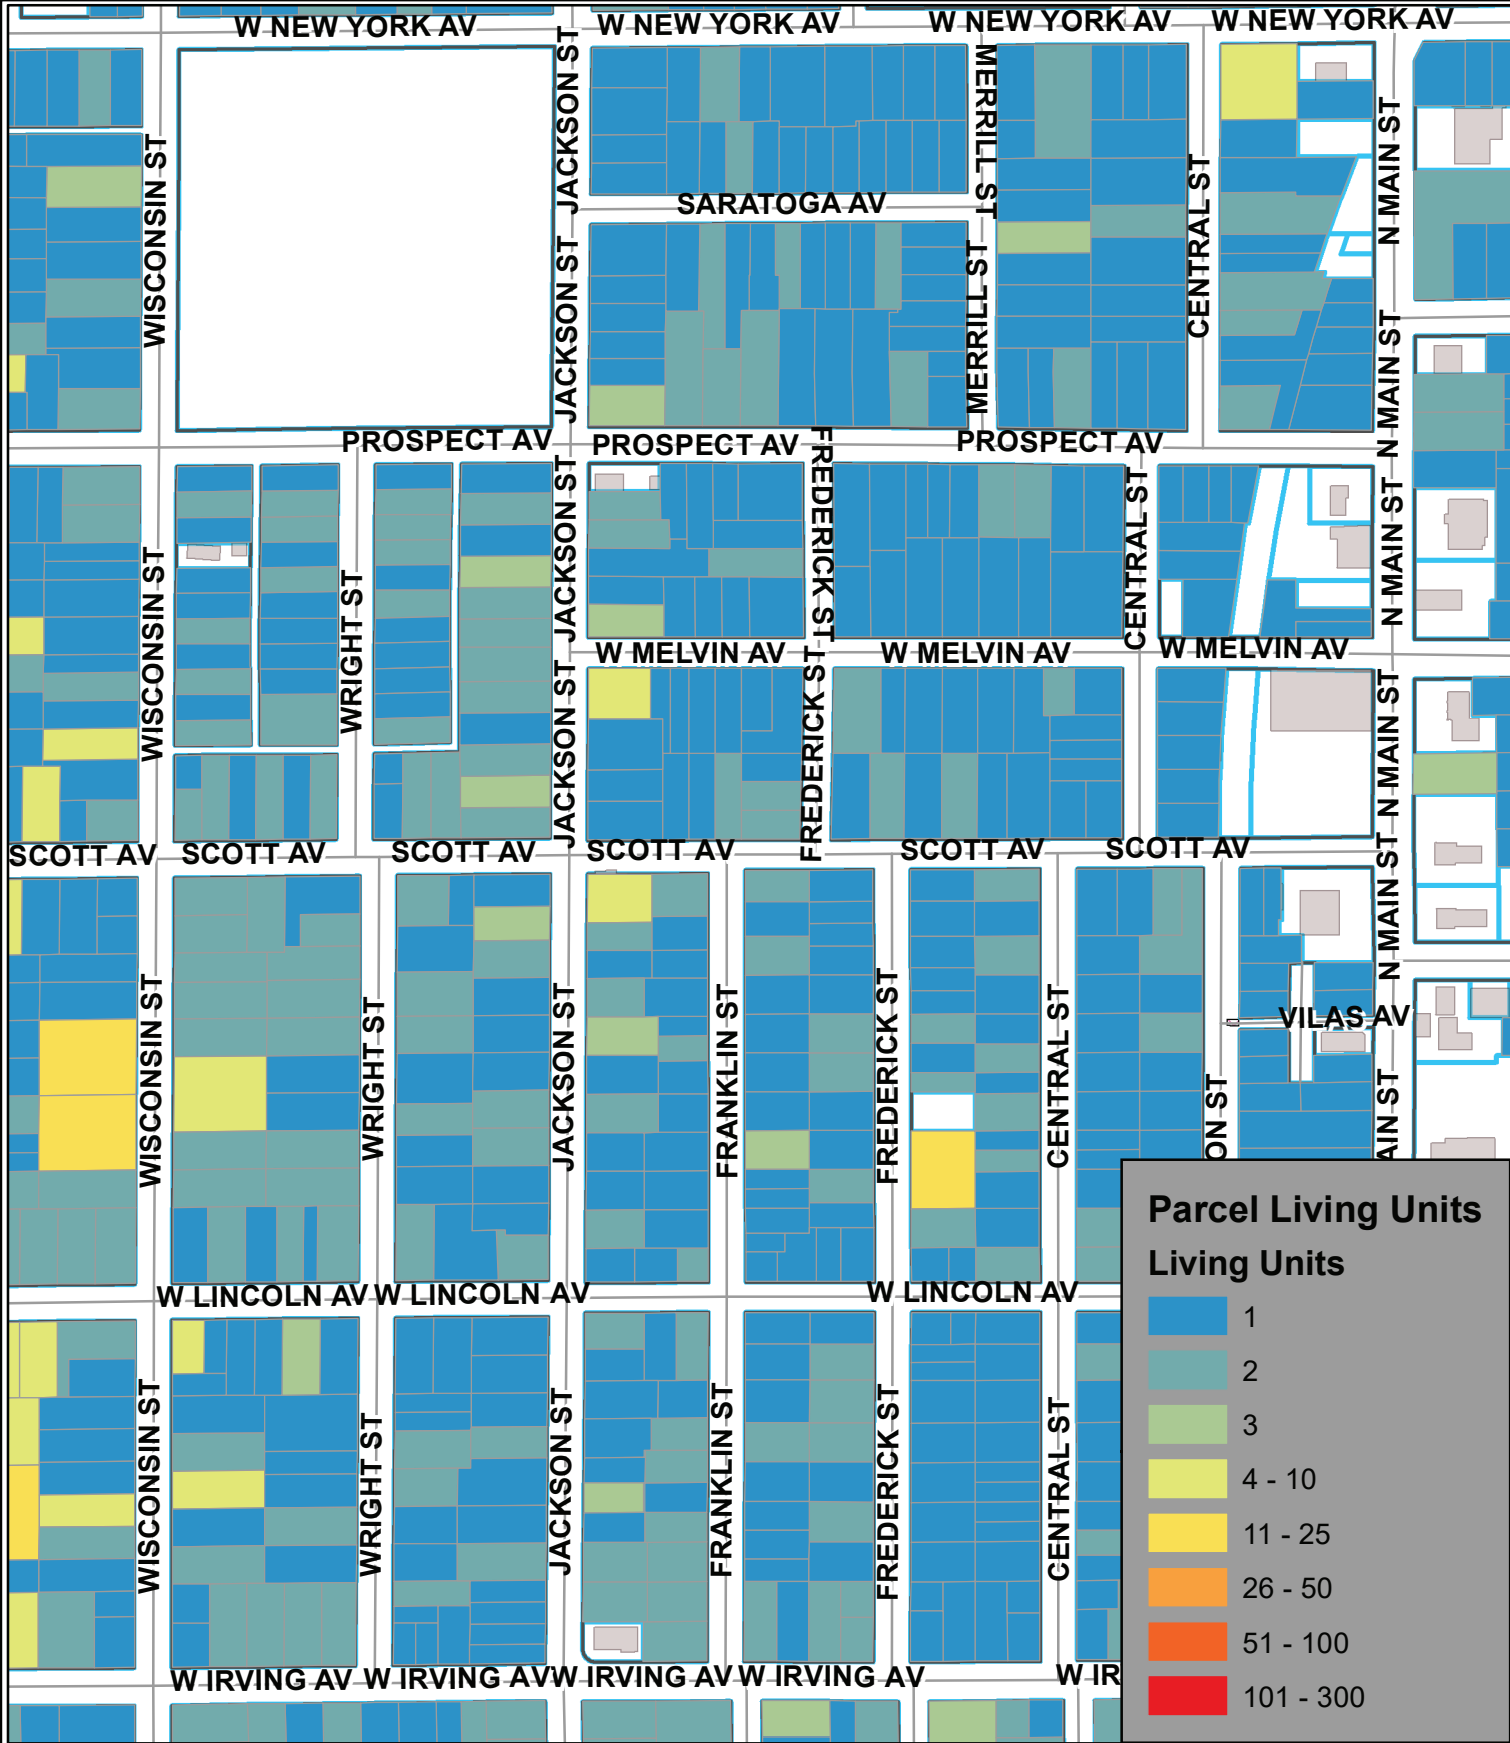 W NEW YORK AV
W NEW YORK AV
W NEW YORK AV
W NEW YORK AV
JACKSON ST
MERRILL ST
N MAIN ST
WISCONSIN ST
CENTRAL ST
SARATOGA AV
JACKSON ST
MERRILL ST
N MAIN ST
PROSPECT AV
PROSPECT AV
PROSPECT AV
FREDERICK ST
JACKSON ST
CENTRAL ST
N MAIN ST
WISCONSIN ST
WRIGHT ST
W MELVIN AV
W MELVIN AV
W MELVIN AV
JACKSON ST
FREDERICK ST
N MAIN ST
SCOTT AV
SCOTT AV
SCOTT AV
SCOTT AV
SCOTT AV
SCOTT AV
N MAIN ST
WISCONSIN ST
WRIGHT ST
JACKSON ST
FRANKLIN ST
FREDERICK ST
CENTRAL ST
VILAS AV
ON ST
AIN ST
W LINCOLN AV
W LINCOLN AV
W LINCOLN AV
WISCONSIN ST
WRIGHT ST
JACKSON ST
FRANKLIN ST
FREDERICK ST
CENTRAL ST
W IRVING AV
W IRVING AV
W IRVING AV
W IRVING AV
W IR
Parcel Living Units
Living Units
1
2
3
4 - 10
11 - 25
26 - 50
51 - 100
101 - 300